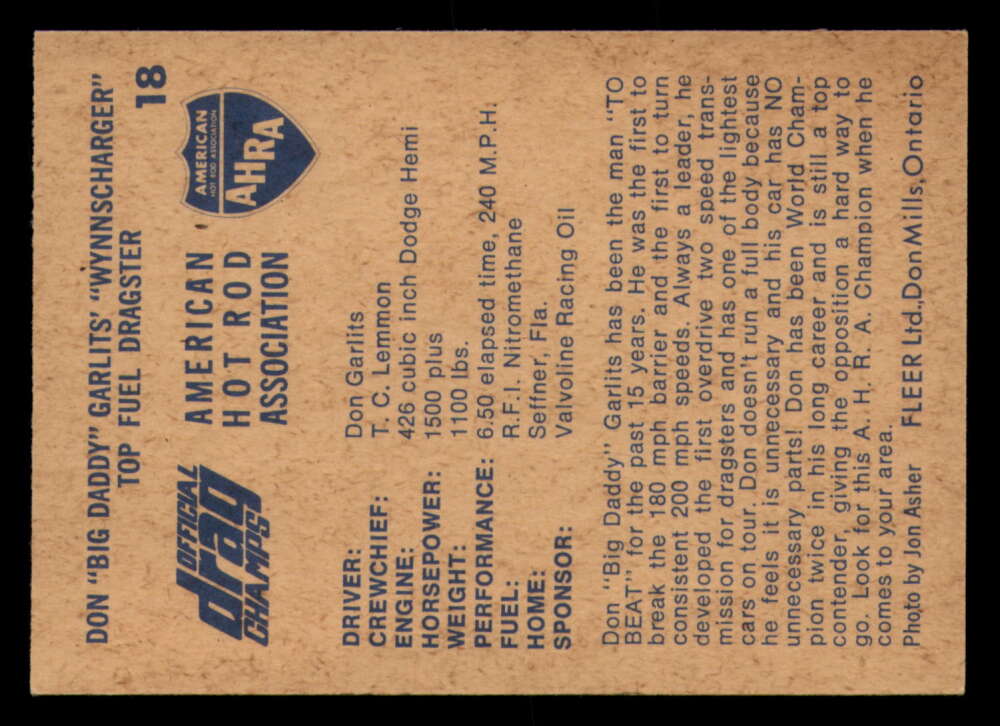 DON "BIG DADDY" GARLITS' "WYNNSCHARGER"
TOP FUEL DRAGSTER 18
OFFICIAL
drag
CHAMPS
AMERICAN
HOT ROD
ASSOCIATION
AMERICAN
HOT ROD ASSOCIATION
AHRA
DRIVER: Don Garlits
CREWCHIEF: T. C. Lemmon
ENGINE: 426 cubic inch Dodge Hemi
HORSEPOWER: 1500 plus
WEIGHT: 1100 lbs.
PERFORMANCE: 6.50 elapsed time, 240 M.P.H.
FUEL: R.F.I. Nitromethane
HOME: Seffner, Fla.
SPONSOR: Valvoline Racing Oil
Don "Big Daddy" Garlits has been the man "TO
BEAT" for the past 15 years. He was the first to
break the 180 mph barrier and the first to turn
consistent 200 mph speeds. Always a leader, he
developed the first overdrive two speed trans-
mission for dragsters and has one of the lightest
cars on tour. Don doesn't run a full body because
he feels it is unnecessary and his car has NO
unnecessary parts! Don has been World Cham-
pion twice in his long career and is still a top
contender, giving the opposition a hard way to
go. Look for this A. H. R. A. Champion when he
comes to your area.
Photo by Jon Asher FLEER Ltd., Don Mills, Ontario